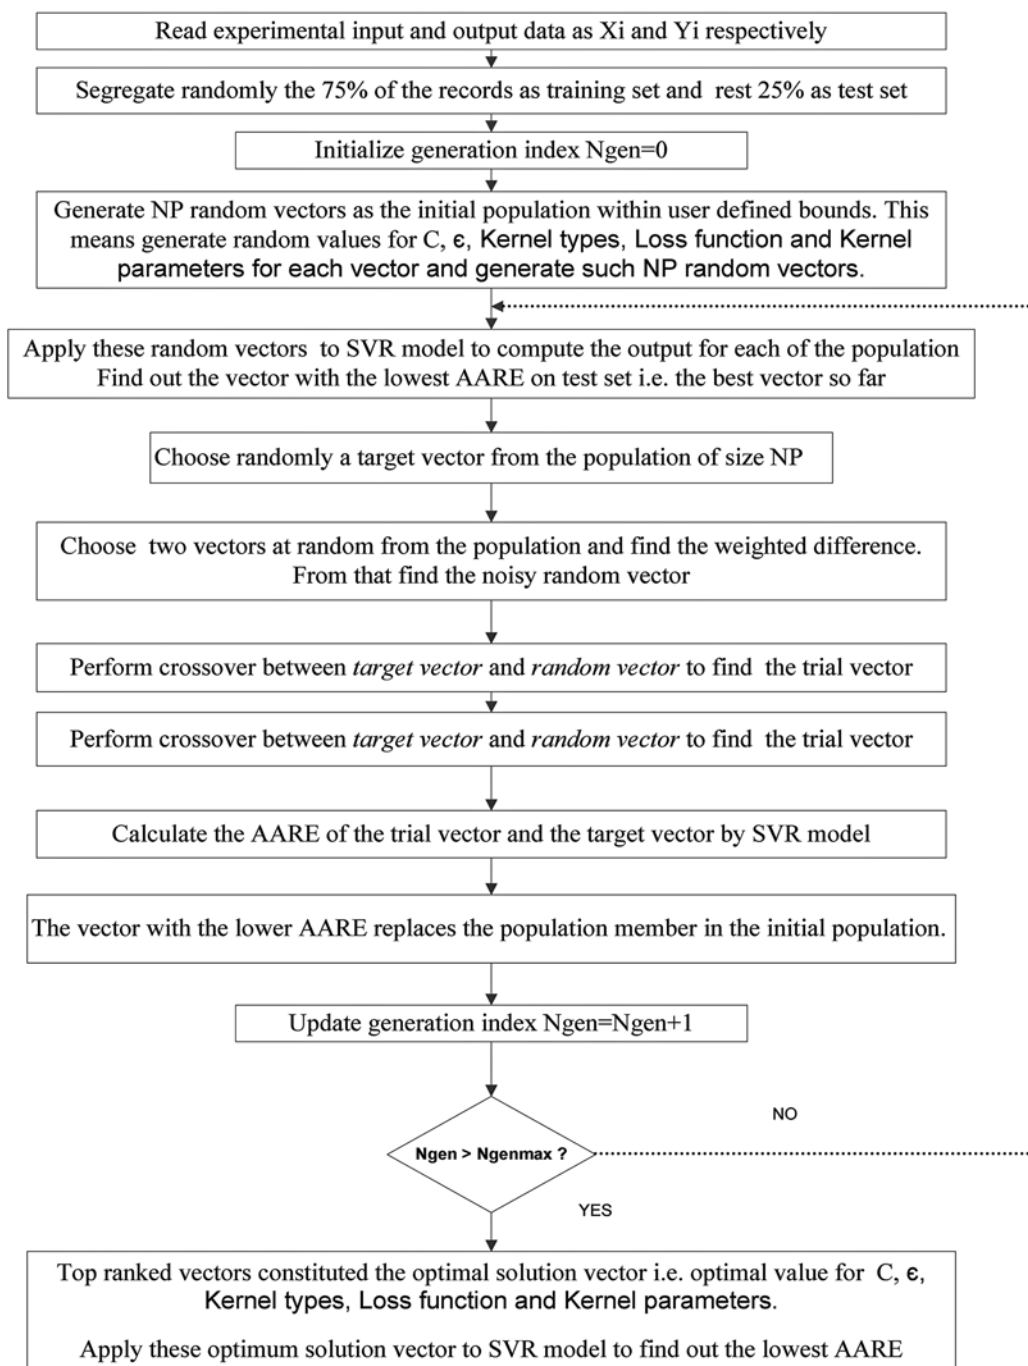 Read experimental input and output data as Xi and Yi respectively
Segregate randomly the 75% of the records as training set and rest 25% as test set
Initialize generation index Ngen=0
Generate NP random vectors as the initial population within user defined bounds. This
means generate random values for C, ε, Kernel types, Loss function and Kernel
parameters for each vector and generate such NP random vectors.
Apply these random vectors to SVR model to compute the output for each of the population
Find out the vector with the lowest AARE on test set i.e. the best vector so far
Choose randomly a target vector from the population of size NP
Choose two vectors at random from the population and find the weighted difference.
From that find the noisy random vector
Perform crossover between target vector and random vector to find the trial vector
Perform crossover between target vector and random vector to find the trial vector
Calculate the AARE of the trial vector and the target vector by SVR model
The vector with the lower AARE replaces the population member in the initial population.
Update generation index Ngen=Ngen+1
NO
Ngen > Ngenmax ?
YES
Top ranked vectors constituted the optimal solution vector i.e. optimal value for C, ε,
Kernel types, Loss function and Kernel parameters.
Apply these optimum solution vector to SVR model to find out the lowest AARE